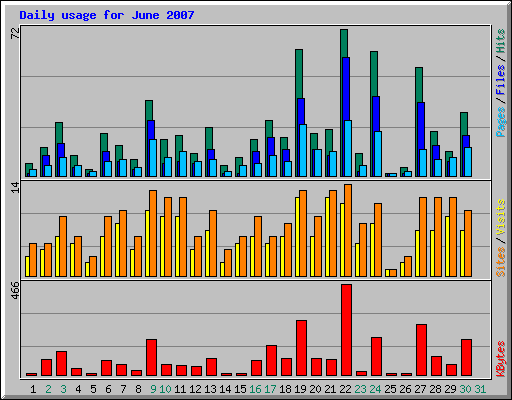 Daily usage for June 2007
72
Pages / Files / Hits
14
Sites / Visits
466
KBytes
1 2 3 4 5 6 7 8 9 10 11 12 13 14 15 16 17 18 19 20 21 22 23 24 25 26 27 28 29 30 31